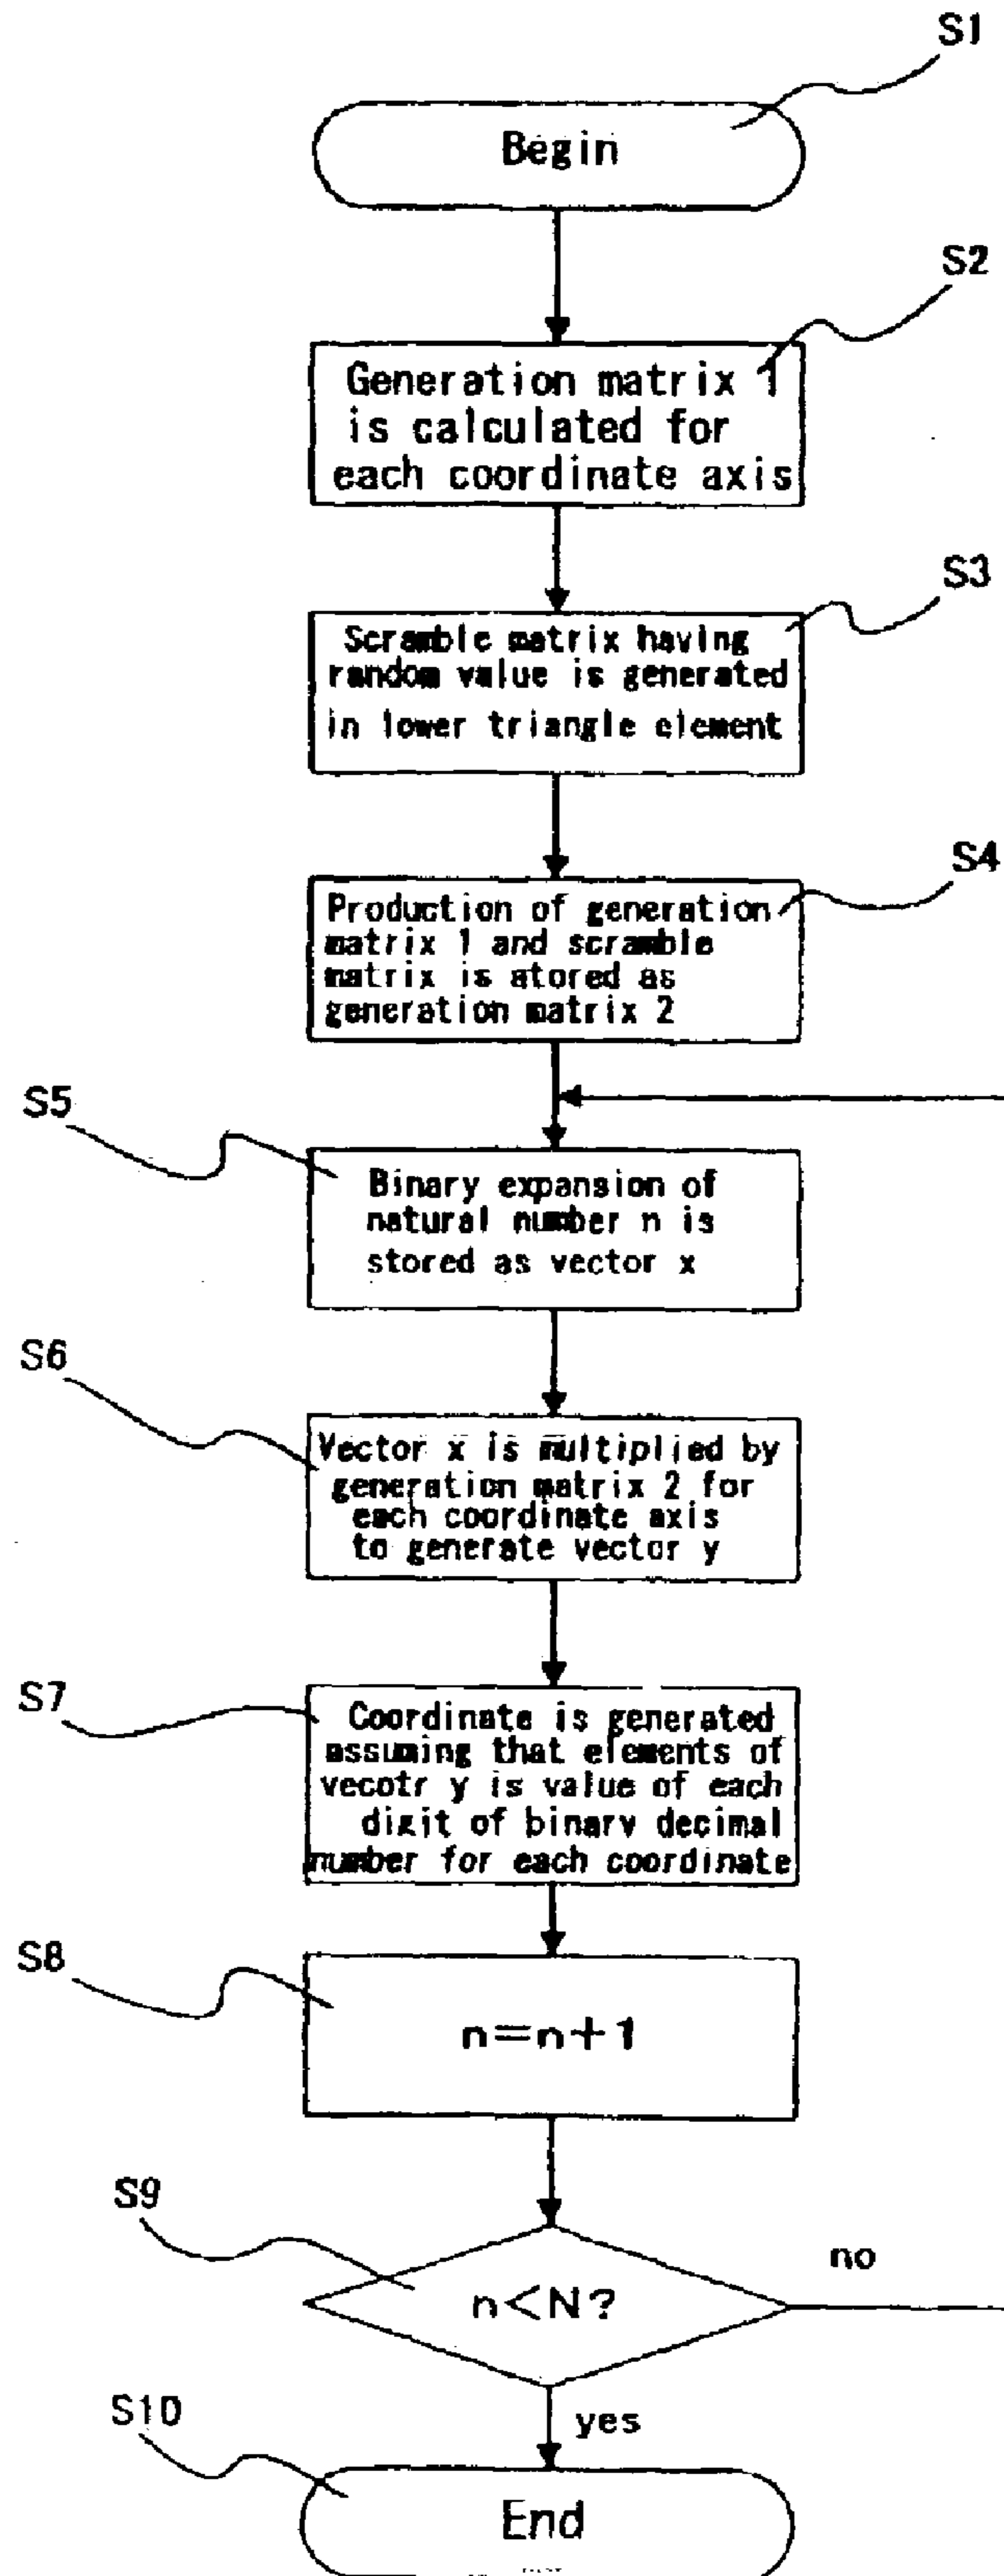 S1
Begin
S2
Generation matrix 1
is calculated for
each coordinate axis
S3
Scramble matrix having
random value is generated
in lower triangle element
S4
Production of generation
matrix 1 and scramble
matrix is stored as
generation matrix 2
S5
Binary expansion of
natural number n is
stored as vector x
S6
Vector x is multiplied by
generation matrix 2 for
each coordinate axis
to generate vector y
S7
Coordinate is generated
assuming that elements of
vecotr y is value of each
digit of binary decimal
number for each coordinate
S8
n=n+1
S9
n<N?
no
yes
S10
End